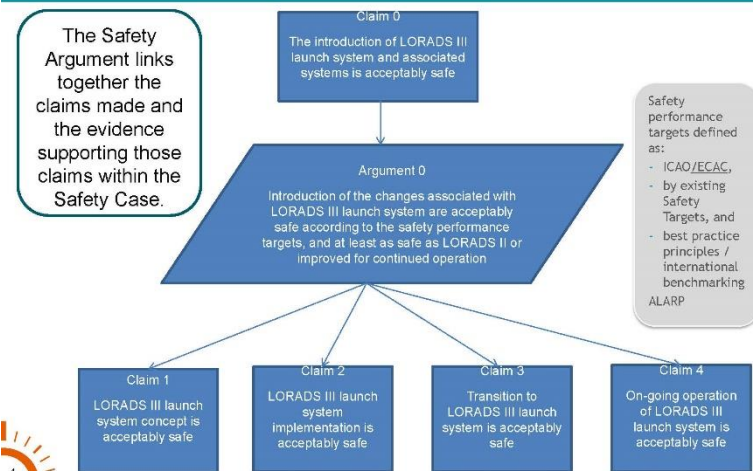 The Safety
Argument links
together the
claims made and
the evidence
supporting those
claims within the
Safety Case.
Claim 0
The introduction of LORADS III
launch system and associated
systems is acceptably safe
Argument 0
Introduction of the changes associated with
LORADS III launch system are acceptably
safe according to the safety performance
targets, and at least as safe as LORADS II or
improved for continued operation
Safety
performance
targets defined
as:
- ICAO/ECAC,
- by existing
Safety
Targets, and
- best practice
principles /
international
benchmarking
ALARP
Claim 1
LORADS III launch
system concept is
acceptably safe
Claim 2
LORADS III launch
system
implementation is
acceptably safe
Claim 3
Transition to
LORADS III launch
system is acceptably
safe
Claim 4
On-going operation
of LORADS III
launch system is
acceptably safe